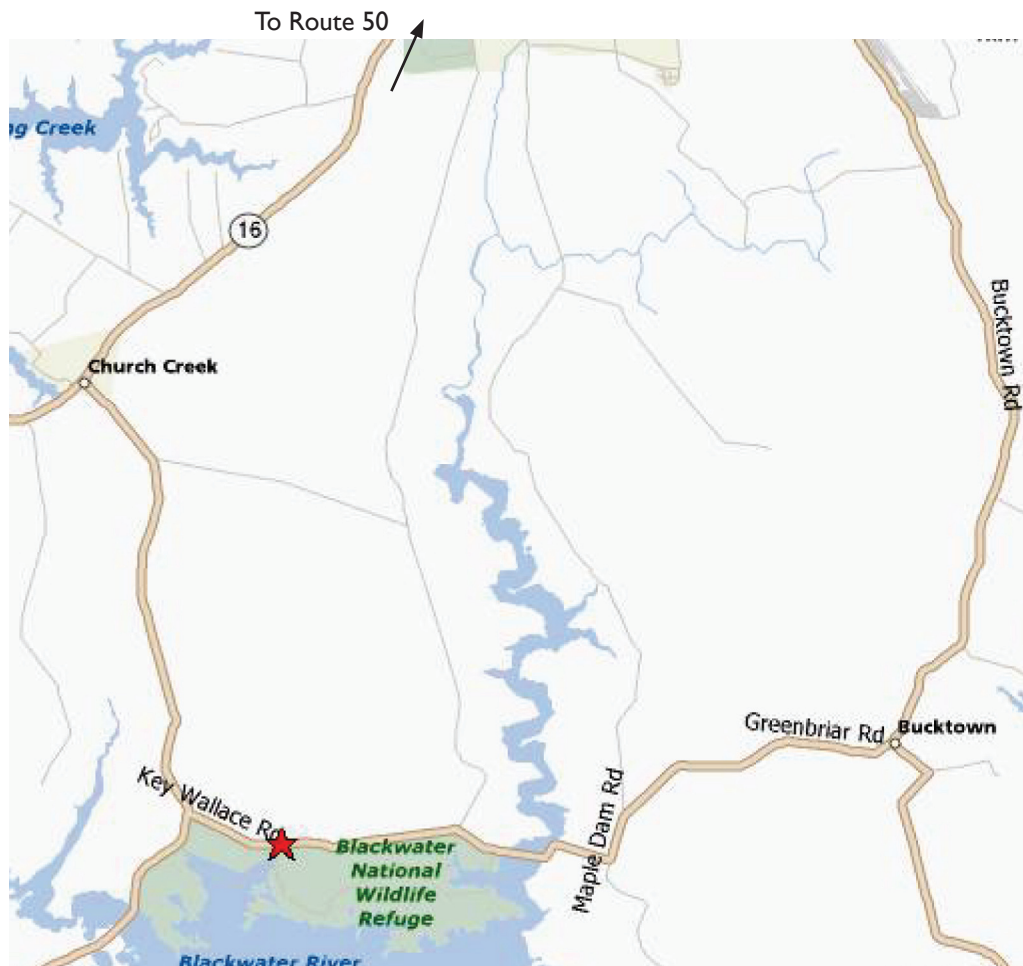 To Route 50
ng Creek
16
Bucktown Rd
Church Creek
Greenbriar Rd
Bucktown
Key Wallace Rd
Maple Dam Rd
Blackwater
National
Wildlife
Refuge
Blackwater River